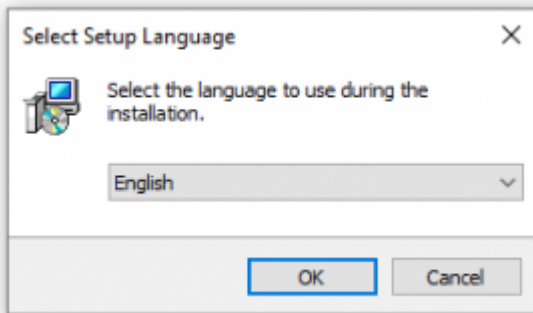 Select Setup Language
Select the language to use during the
installation.
English
OK
Cancel